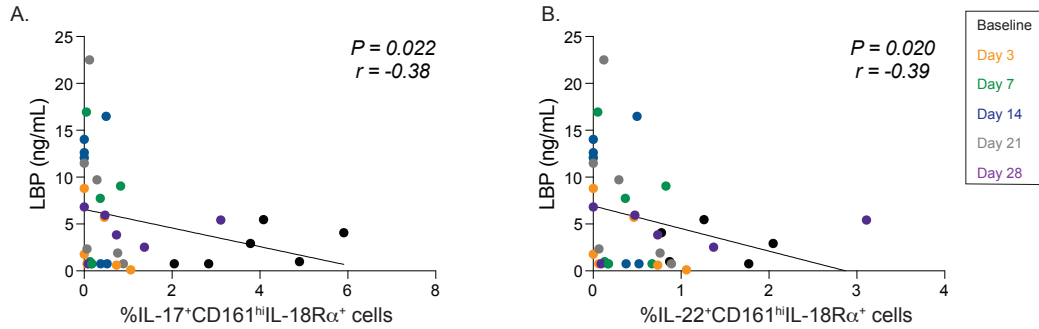 A.
P = 0.022
r = -0.38
LBP (ng/mL)
25
20
15
10
5
0
0 2 4 6 8
%IL-17⁺CD161ʰⁱIL-18Rα⁺ cells
B.
P = 0.020
r = -0.39
LBP (ng/mL)
25
20
15
10
5
0
0 1 2 3 4
%IL-22⁺CD161ʰⁱIL-18Rα⁺ cells
Baseline
Day 3
Day 7
Day 14
Day 21
Day 28